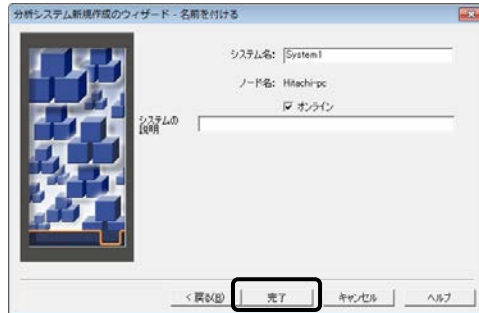 分析システム新規作成のウィザード - 名前を付ける
システム名: System1
ノード名: Hitachi-pc
オンライン
システムの
説明
< 戻る(B)
完了
キャンセル
ヘルプ